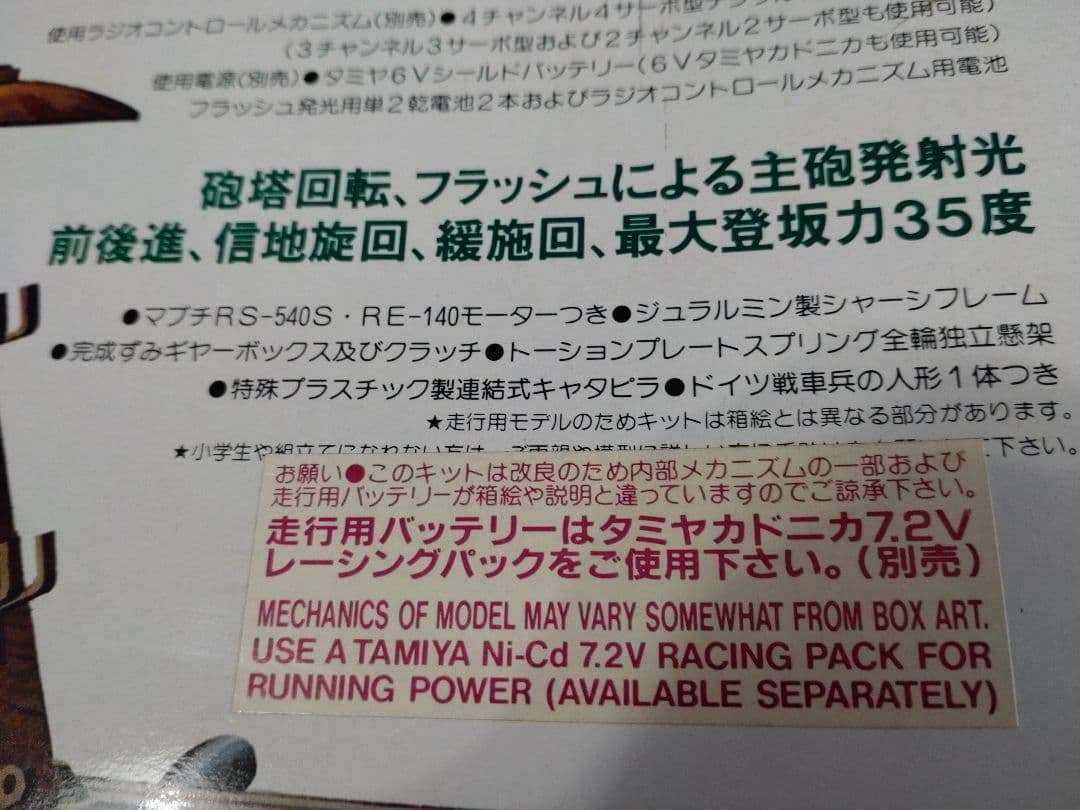 使用ラジオコントロールメカニズム(別売)●4チャンネル4サーボ型
(3チャンネル3サーボ型および2チャンネル2サーボ型も使用可能)
使用電源(別売)●タミヤ6Vシールドバッテリー(6Vタミヤカドニカも使用可能)
フラッシュ発光用単2乾電池2本およびラジオコントロールメカニズム用電池
砲塔回転、フラッシュによる主砲発射光
前後進、信地旋回、緩施回、最大登坂力35度
●マブチRS-540S・RE-140モーターつき●ジュラルミン製シャーシフレーム
●完成ずみギヤーボックス及びクラッチ●トーションプレートスプリング全輪独立懸架
●特殊プラスチック製連結式キャタピラ●ドイツ戦車兵の人形1体つき
★走行用モデルのためキットは箱絵とは異なる部分があります。
★小学生や組立てになれない方は、ご両親や模型に詳しい方に
下さい。
お願い●このキットは改良のため内部メカニズムの一部および
走行用バッテリーが箱絵や説明と違っていますのでご諒承下さい。
走行用バッテリーはタミヤカドニカ7.2V
レーシングパックをご使用下さい。(別売)
MECHANICS OF MODEL MAY VARY SOMEWHAT FROM BOX ART.
USE A TAMIYA Ni-Cd 7.2V RACING PACK FOR
RUNNING POWER (AVAILABLE SEPARATELY)